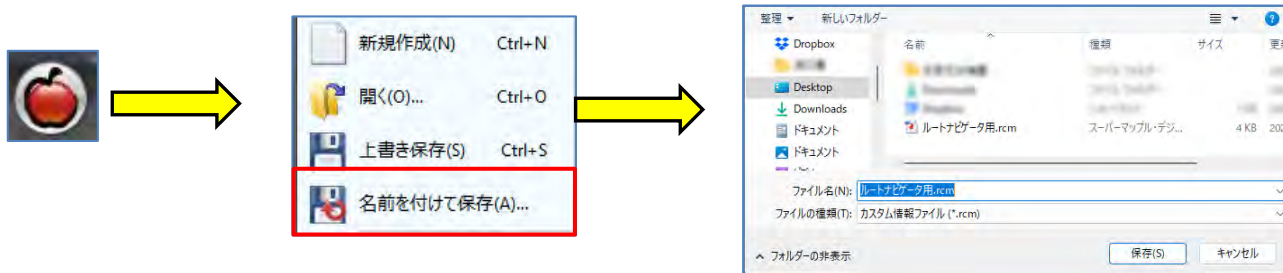 新規作成(N) Ctrl+N
開く(O)... Ctrl+O
上書き保存(S) Ctrl+S
名前を付けて保存(A)...
整理 新しいフォルダー
Dropbox
Desktop
Downloads
ドキュメント
ドキュメント
名前 種類 サイズ
ルートナビゲータ用.rcm スーパーマップル・デジ... 4 KB
ファイル名(N): ルートナビゲータ用.rcm
ファイルの種類(T): カスタム情報ファイル (*.rcm)
フォルダーの非表示 保存(S) キャンセル